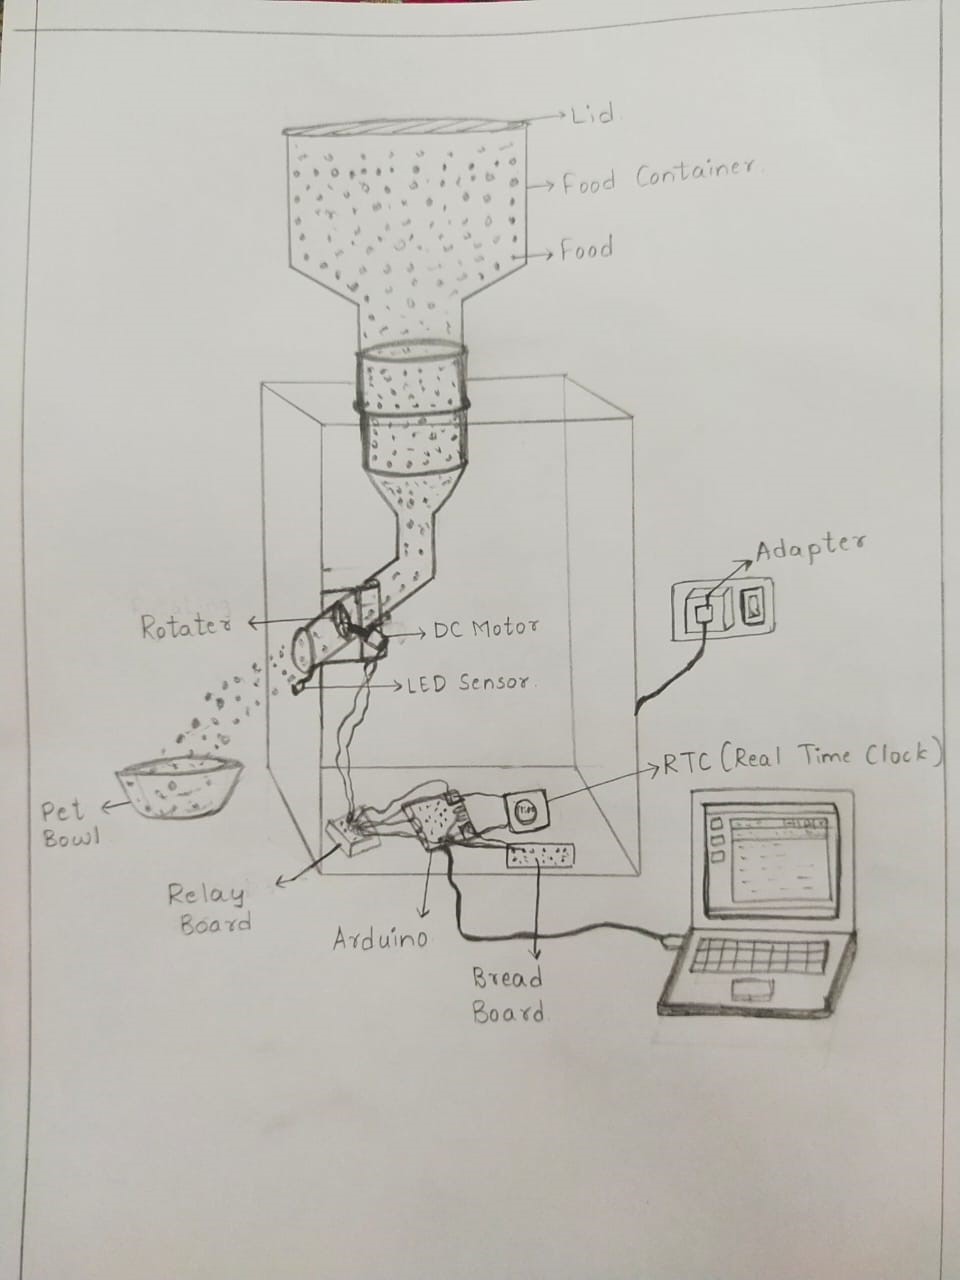 Lid
Food Container
Food
Adapter
Rotater
DC Motor
LED Sensor
RTC (Real Time Clock)
Pet
Bowl
Relay
Board
Arduino
Bread
Board